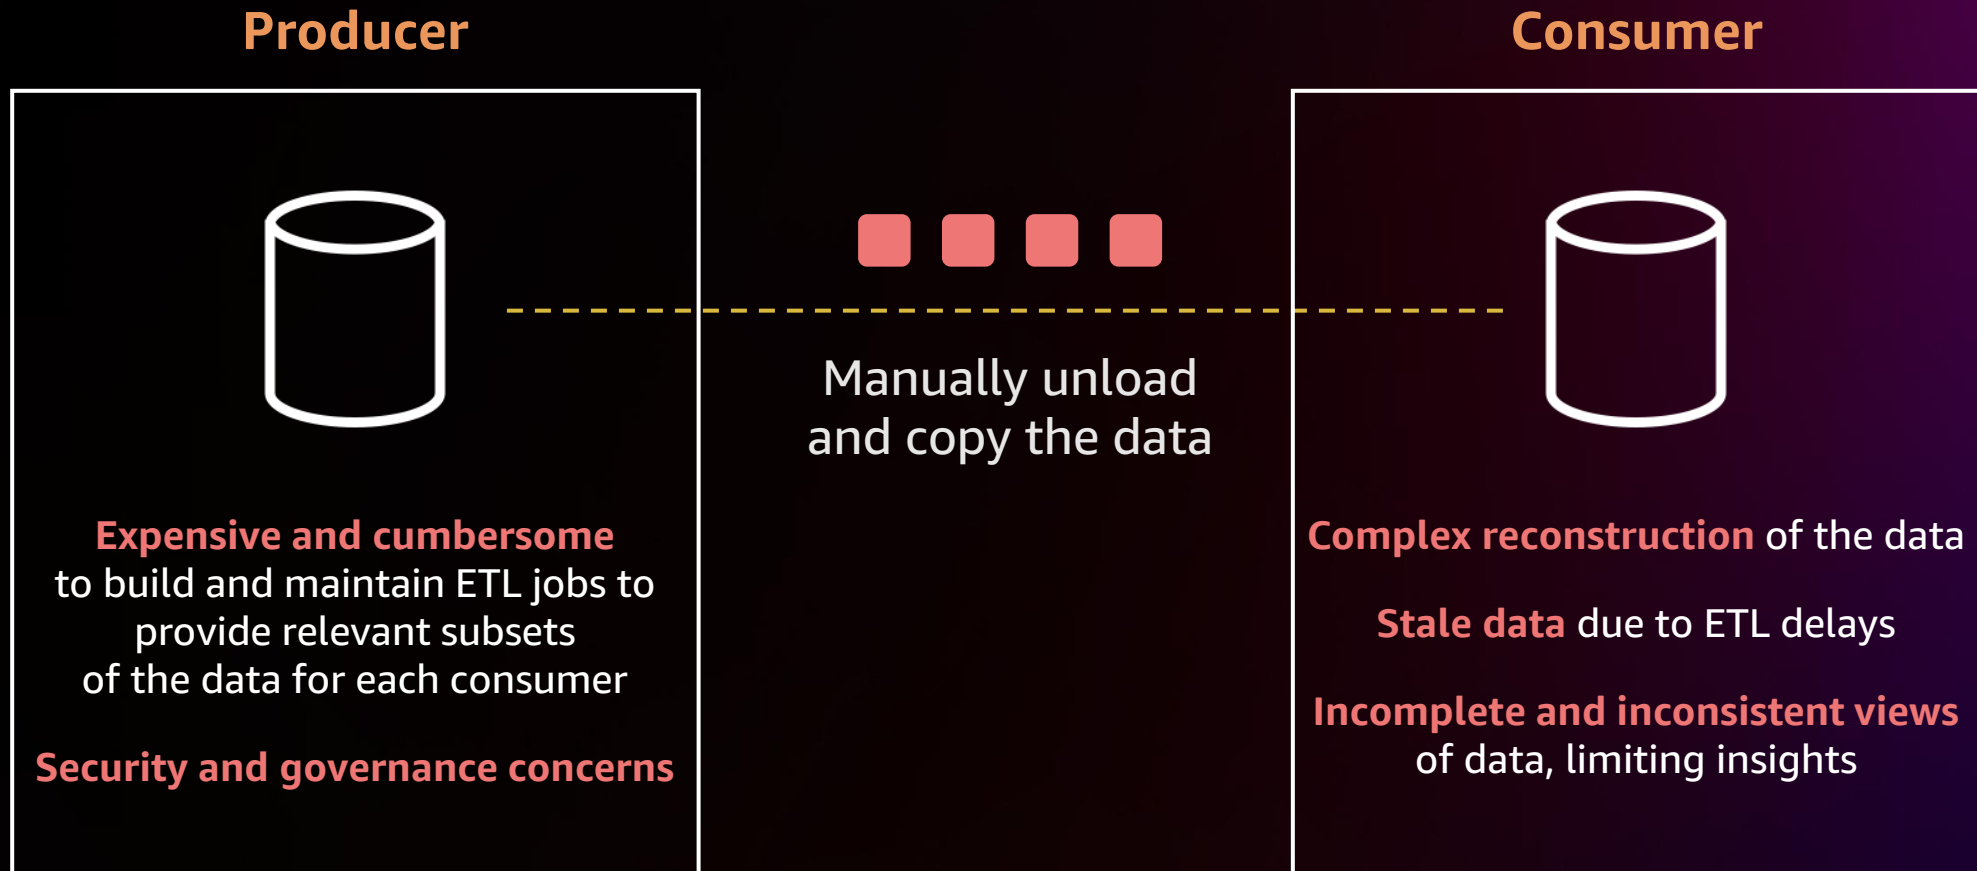 Producer
Expensive and cumbersome
to build and maintain ETL jobs to
provide relevant subsets
of the data for each consumer
Security and governance concerns
Manually unload
and copy the data
Consumer
Complex reconstruction of the data
Stale data due to ETL delays
Incomplete and inconsistent views
of data, limiting insights